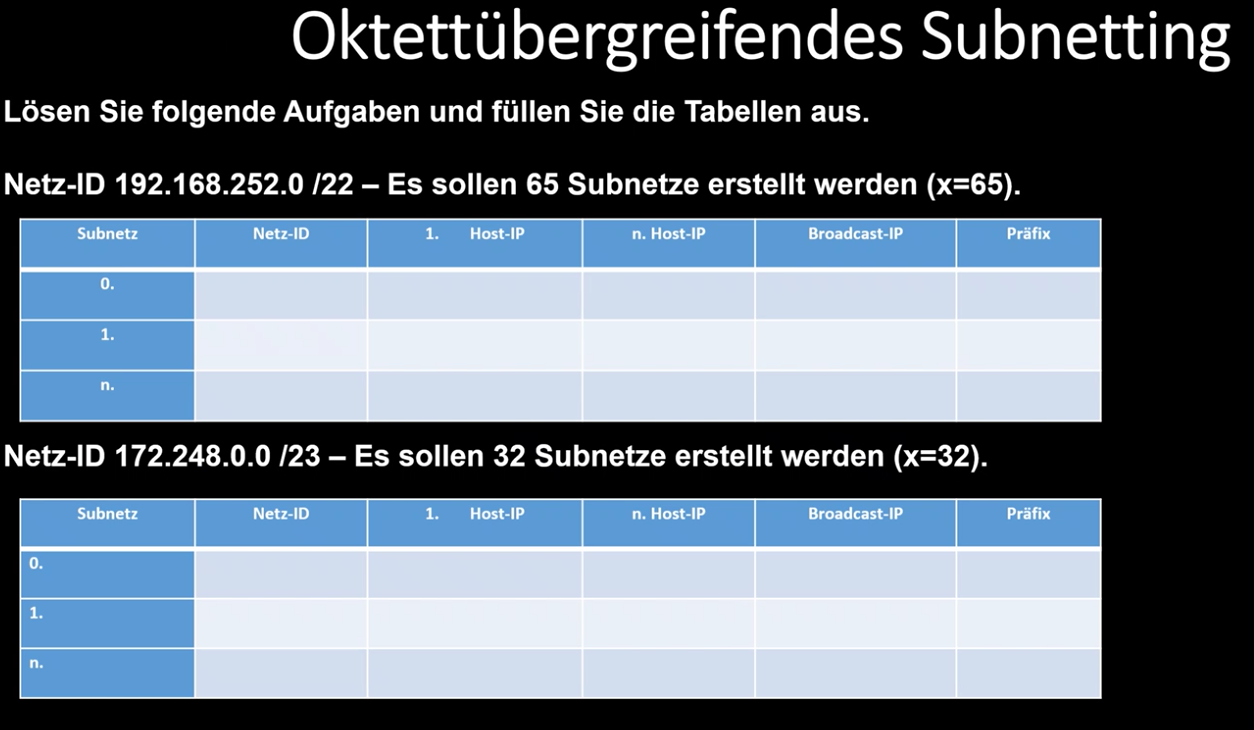 Oktettübergreifendes Subnetting
Lösen Sie folgende Aufgaben und füllen Sie die Tabellen aus.
Netz-ID 192.168.252.0 /22 – Es sollen 65 Subnetze erstellt werden (x=65).
Subnetz Netz-ID 1. Host-IP n. Host-IP Broadcast-IP Präfix
0.
1.
n.
Netz-ID 172.248.0.0 /23 – Es sollen 32 Subnetze erstellt werden (x=32).
Subnetz Netz-ID 1. Host-IP n. Host-IP Broadcast-IP Präfix
0.
1.
n.